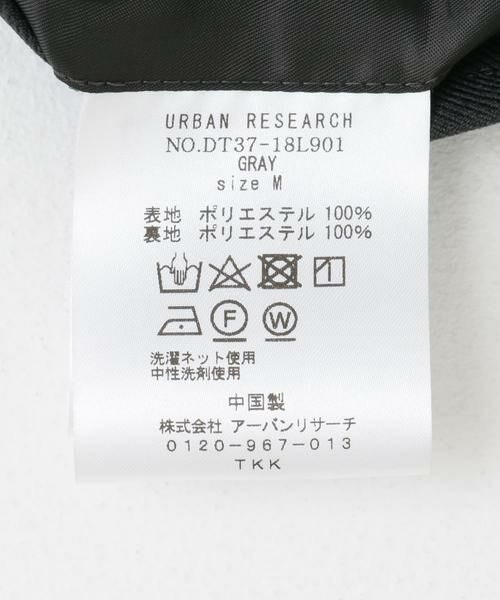 URBAN RESEARCH
NO.DT37-18L901
GRAY
size M
表地 ポリエステル 100%
裏地 ポリエステル 100%
F W
洗濯ネット使用
中性洗剤使用
中国製
株式会社 アーバンリサーチ
0120-967-013
TKK